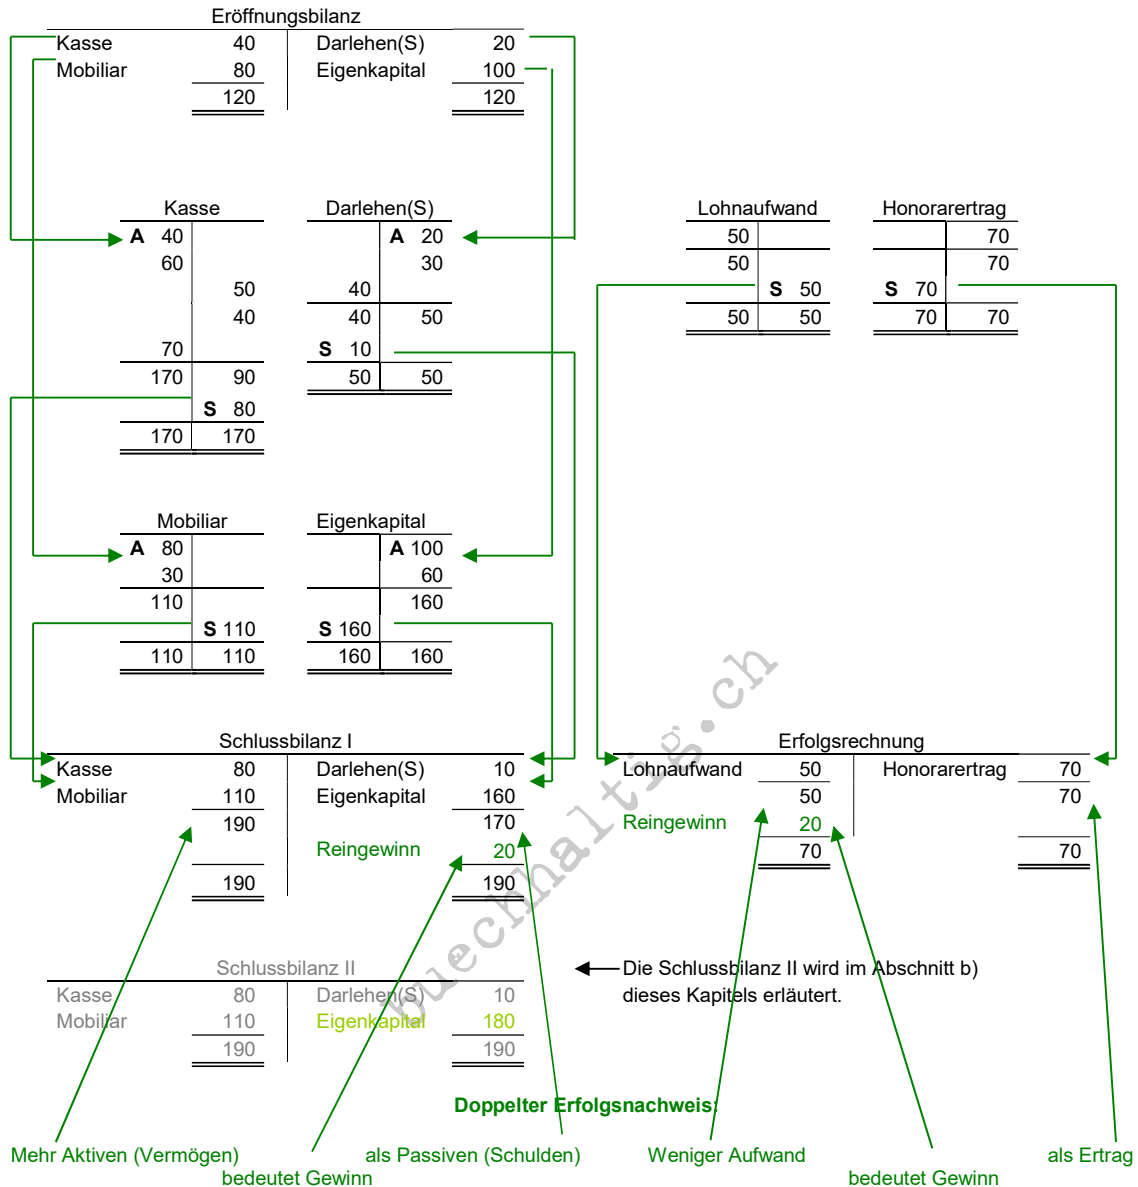 Eröffnungsbilanz
Kasse 40 Darlehen(S) 20
Mobiliar 80 Eigenkapital 100
120 120
Kasse Darlehen(S) Lohnaufwand Honorarertrag
A 40 A 20 50 70
60 30 50 70
50 40 S 50 S 70
40 40 50 50 50 70 70
70 S 10
170 90 50 50
S 80
170 170
Mobiliar Eigenkapital
A 80 A 100
30 60
110 160
S 110 S 160
110 110 160 160
Schlussbilanz I Erfolgsrechnung
Kasse 80 Darlehen(S) 10 Lohnaufwand 50 Honorarertrag 70
Mobiliar 110 Eigenkapital 160 50 70
190 170 Reingewinn 20
Reingewinn 20 70 70
190 190
buechhaltig.ch
Schlussbilanz II Die Schlussbilanz II wird im Abschnitt b)
Kasse 80 Darlehen(S) 10 dieses Kapitels erläutert.
Mobiliar 110 Eigenkapital 180
190 190
Doppelter Erfolgsnachweis:
Mehr Aktiven (Vermögen) als Passiven (Schulden) Weniger Aufwand als Ertrag
bedeutet Gewinn bedeutet Gewinn